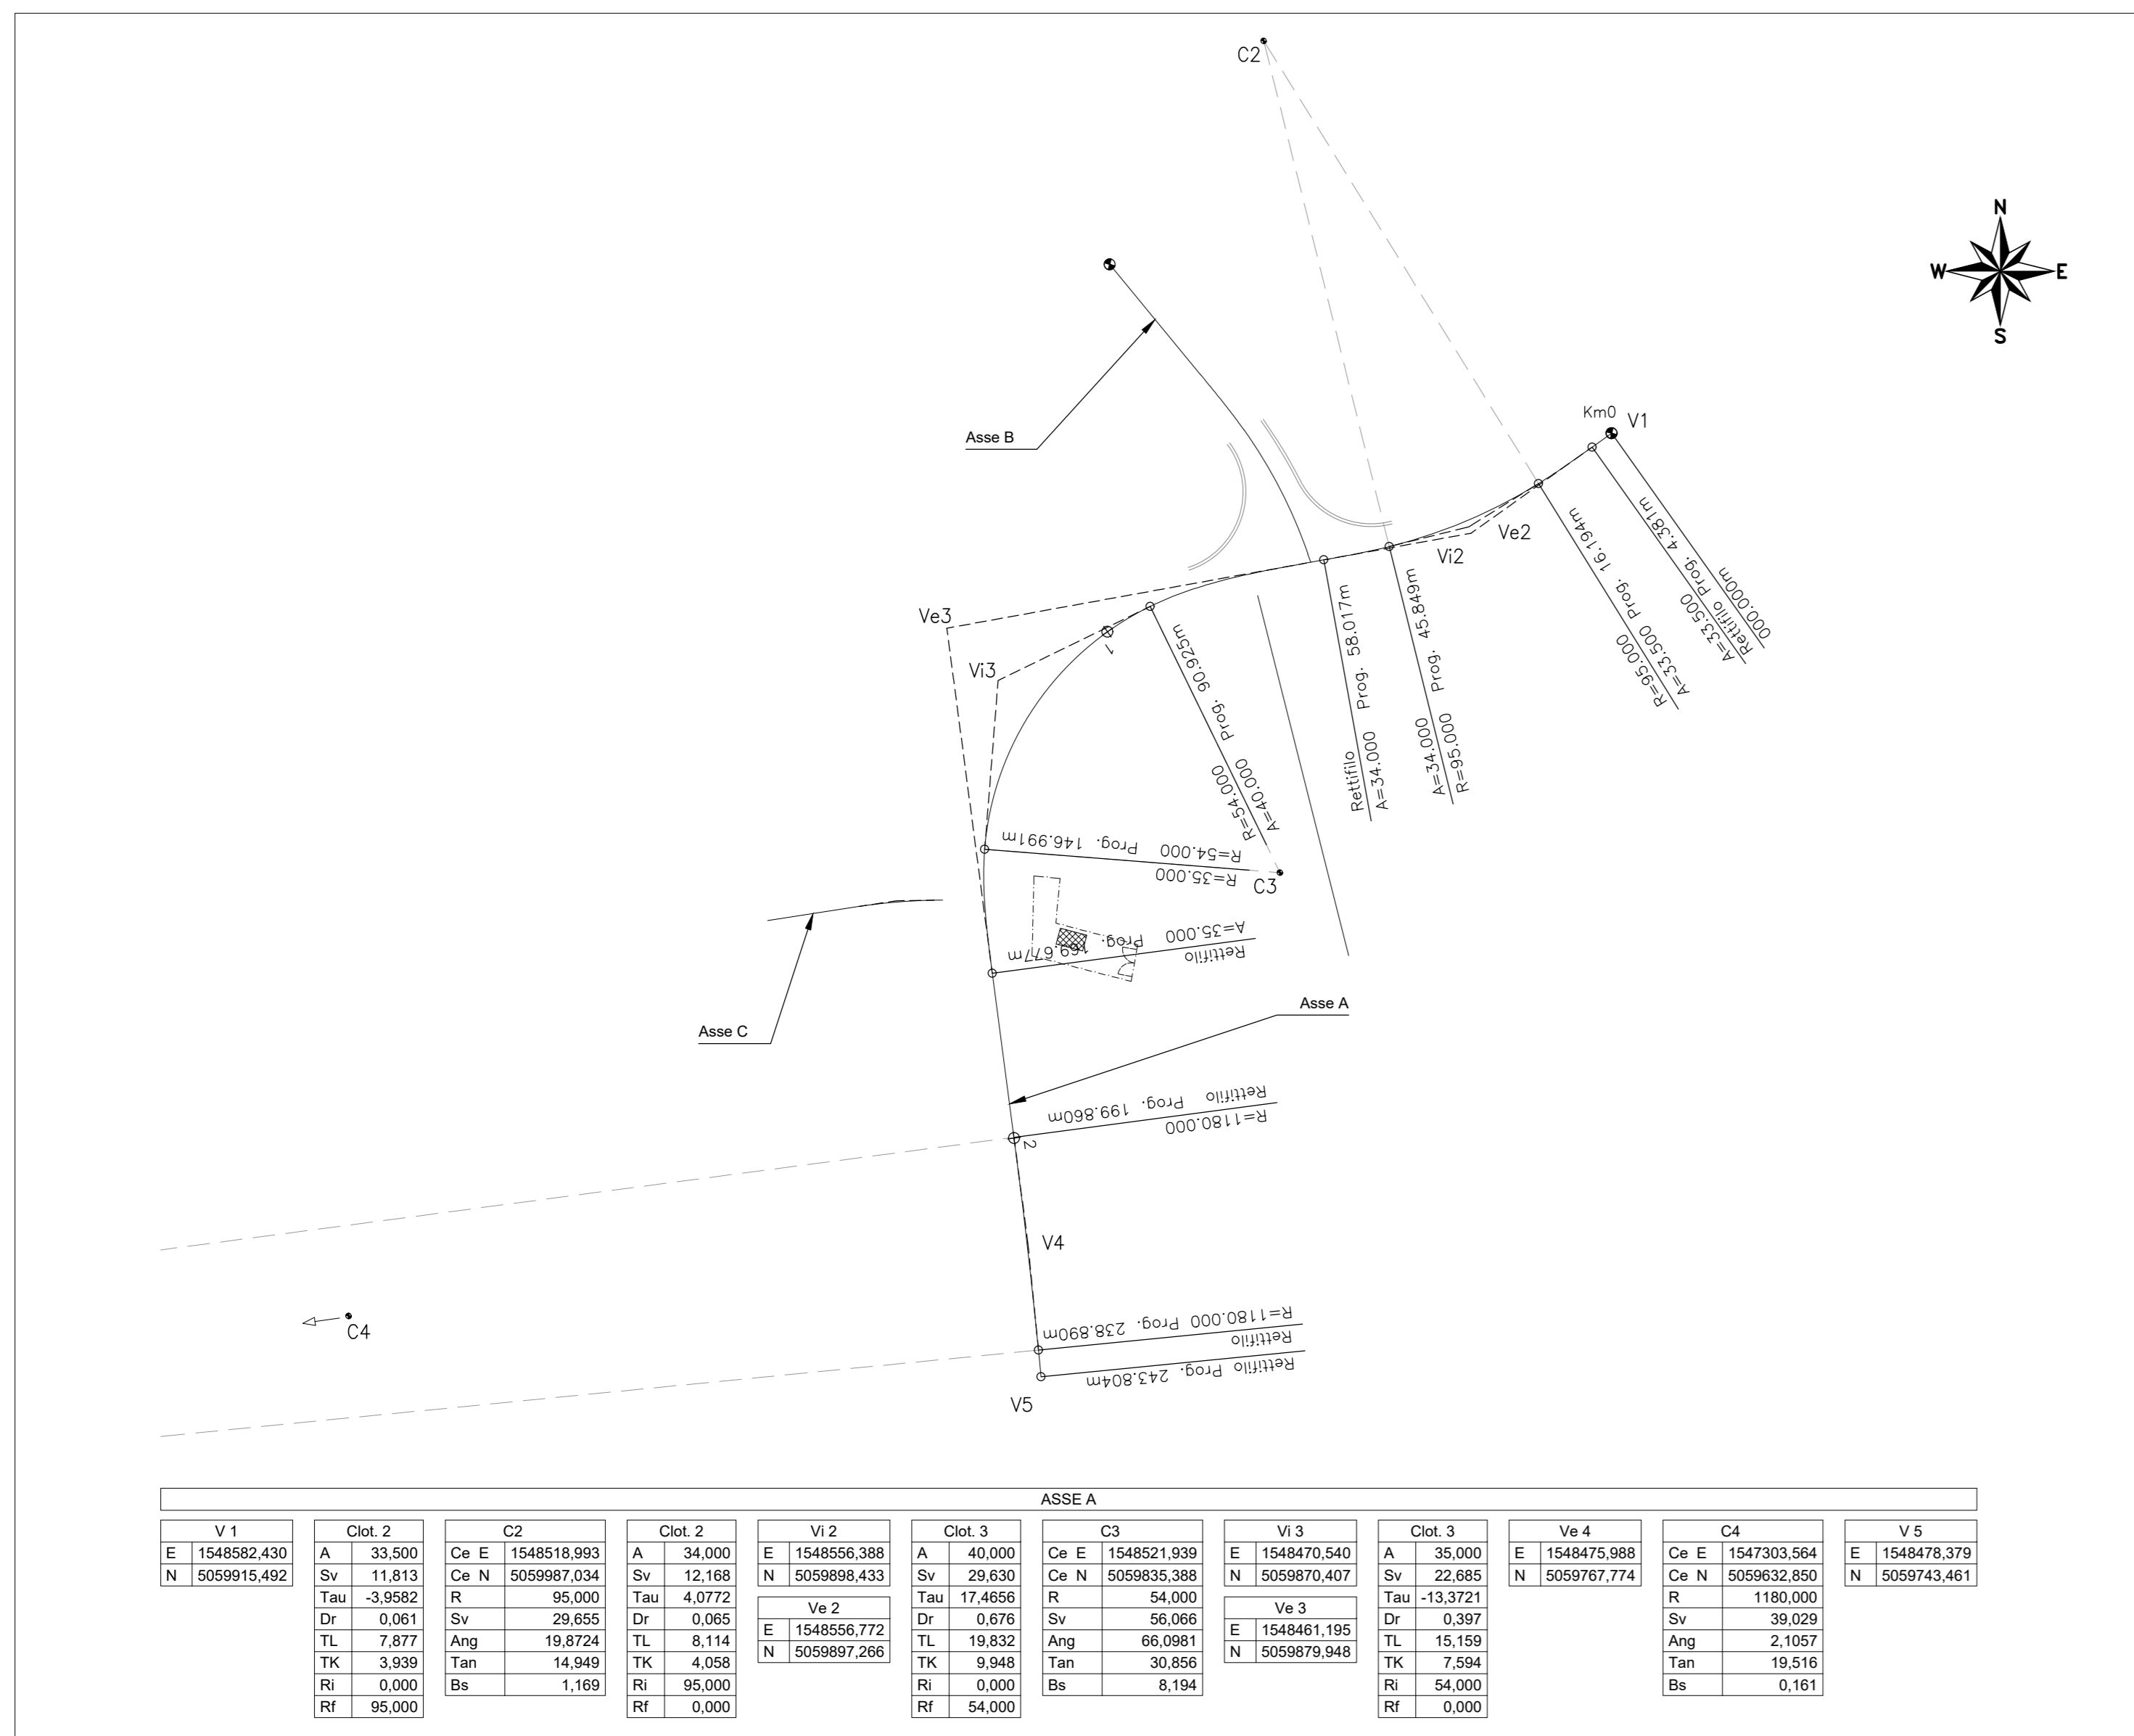 C2
N
W E
S
Asse B
Km0
V1
Ve2
Vi2
Ve3
Vi3
1
000.000m
Rettifilo Prog. 4.381m
A=33.500
A=33.500 Prog. 16.194m
R=95.000
A=34.000 Prog. 45.849m
R=95.000
Rettifilo
A=34.000 Prog. 58.017m
R=54.000 Prog. 90.925m
A=40.000
R=54.000 Prog. 146.991m
R=35.000
C3
A=35.000 Prog. 169.677m
Rettifilo
Asse A
Asse C
Rettifilo Prog. 199.860m
R=1180.000
2
V4
C4
R=1180.000 Prog. 238.890m
Rettifilo
Rettifilo Prog. 243.804m
V5
ASSE A
V 1
E 1548582,430
N 5059915,492
Clot. 2
A 33,500
Sv 11,813
Tau -3,9582
Dr 0,061
TL 7,877
TK 3,939
Ri 0,000
Rf 95,000
C2
Ce E 1548518,993
Ce N 5059987,034
R 95,000
Sv 29,655
Ang 19,8724
Tan 14,949
Bs 1,169
Clot. 2
A 34,000
Sv 12,168
Tau 4,0772
Dr 0,065
TL 8,114
TK 4,058
Ri 95,000
Rf 0,000
Vi 2
E 1548556,388
N 5059898,433
Ve 2
E 1548556,772
N 5059897,266
Clot. 3
A 40,000
Sv 29,630
Tau 17,4656
Dr 0,676
TL 19,832
TK 9,948
Ri 0,000
Rf 54,000
C3
Ce E 1548521,939
Ce N 5059835,388
R 54,000
Sv 56,066
Ang 66,0981
Tan 30,856
Bs 8,194
Vi 3
E 1548470,540
N 5059870,407
Ve 3
E 1548461,195
N 5059879,948
Clot. 3
A 35,000
Sv 22,685
Tau -13,3721
Dr 0,397
TL 15,159
TK 7,594
Ri 54,000
Rf 0,000
Ve 4
E 1548475,988
N 5059767,774
C4
Ce E 1547303,564
Ce N 5059632,850
R 1180,000
Sv 39,029
Ang 2,1057
Tan 19,516
Bs 0,161
V 5
E 1548478,379
N 5059743,461